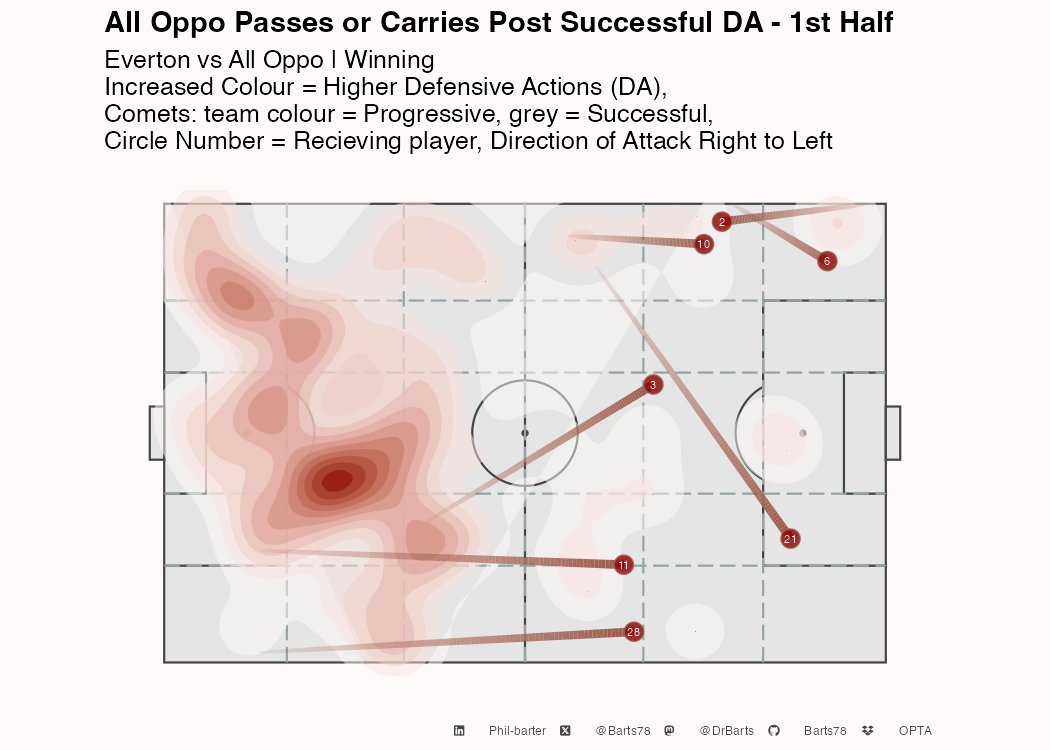 All Oppo Passes or Carries Post Successful DA - 1st Half
Everton vs All Oppo | Winning
Increased Colour = Higher Defensive Actions (DA),
Comets: team colour = Progressive, grey = Successful,
Circle Number = Recieving player, Direction of Attack Right to Left
2
10
6
3
21
11
28
Phil-barter @Barts78 @DrBarts Barts78 OPTA